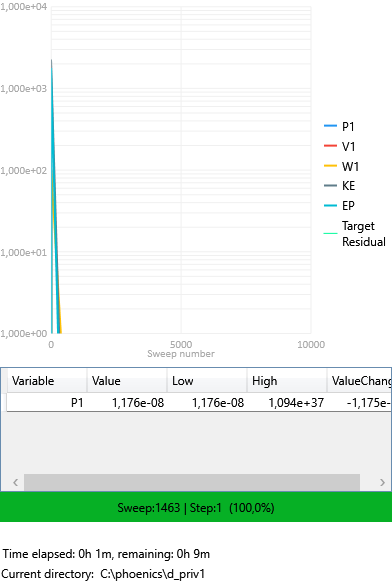 1,000e+04
1,000e+03
1,000e+02
1,000e+01
1,000e+00
0 5000 10000
Sweep number
P1
V1
W1
KE
EP
Target
Residual
Variable Value Low High ValueChang
P1 1,176e-08 1,176e-08 1,094e+37 -1,175e-
Sweep:1463 | Step:1 (100,0%)
Time elapsed: 0h 1m, remaining: 0h 9m
Current directory: C:\phoenics\d_priv1